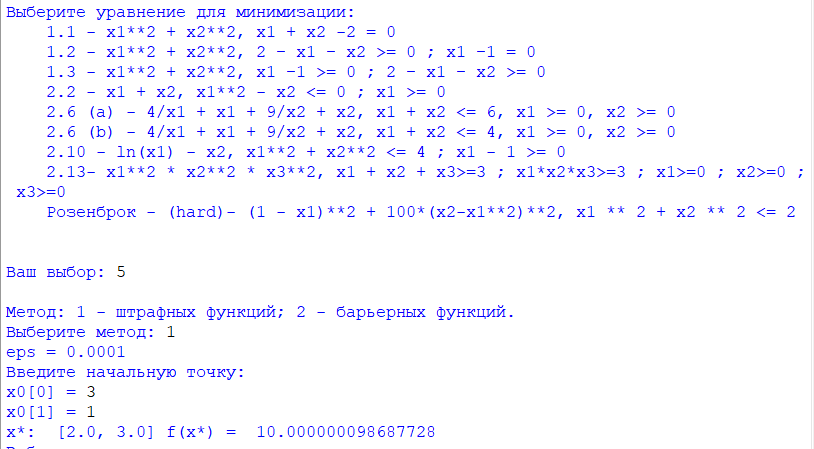 Выберите уравнение для минимизации:
1.1 - x1**2 + x2**2, x1 + x2 -2 = 0
1.2 - x1**2 + x2**2, 2 - x1 - x2 >= 0 ; x1 -1 = 0
1.3 - x1**2 + x2**2, x1 -1 >= 0 ; 2 - x1 - x2 >= 0
2.2 - x1 + x2, x1**2 - x2 <= 0 ; x1 >= 0
2.6 (a) - 4/x1 + x1 + 9/x2 + x2, x1 + x2 <= 6, x1 >= 0, x2 >= 0
2.6 (b) - 4/x1 + x1 + 9/x2 + x2, x1 + x2 <= 4, x1 >= 0, x2 >= 0
2.10 - ln(x1) - x2, x1**2 + x2**2 <= 4 ; x1 - 1 >= 0
2.13- x1**2 * x2**2 * x3**2, x1 + x2 + x3>=3 ; x1*x2*x3>=3 ; x1>=0 ; x2>=0 ;
x3>=0
Розенброк - (hard)- (1 - x1)**2 + 100*(x2-x1**2)**2, x1 ** 2 + x2 ** 2 <= 2
Ваш выбор: 5
Метод: 1 - штрафных функций; 2 - барьерных функций.
Выберите метод: 1
eps = 0.0001
Введите начальную точку:
x0[0] = 3
x0[1] = 1
x*:  [2.0, 3.0] f(x*) =  10.000000098687728